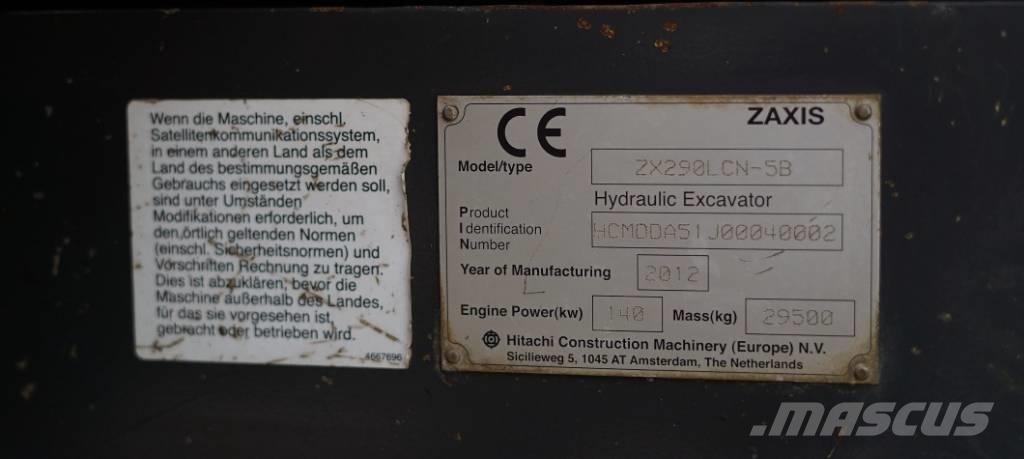 Wenn die Maschine, einschl.
Satellitenkommunikationssystem,
in einem anderen Land als dem
Land des bestimmungsgemäßen
Gebrauchs eingesetzt werden soll,
sind unter Umständen
Modifikationen erforderlich, um
den örtlich geltenden Normen
(einschl. Sicherheitsnormen) und
Vorschriften Rechnung zu tragen.
Dies ist abzuklären, bevor die
Maschine außerhalb des Landes,
für das sie vorgesehen ist,
gebracht oder betrieben wird.
4667696
CE ZAXIS
Model/type ZX290LCN-5B
Hydraulic Excavator
Product
Identification HCMDDA51J00040002
Number
Year of Manufacturing 2012
Engine Power(kw) 140 Mass(kg) 29500
Hitachi Construction Machinery (Europe) N.V.
Sicilieweg 5, 1045 AT Amsterdam, The Netherlands
.MASCUS